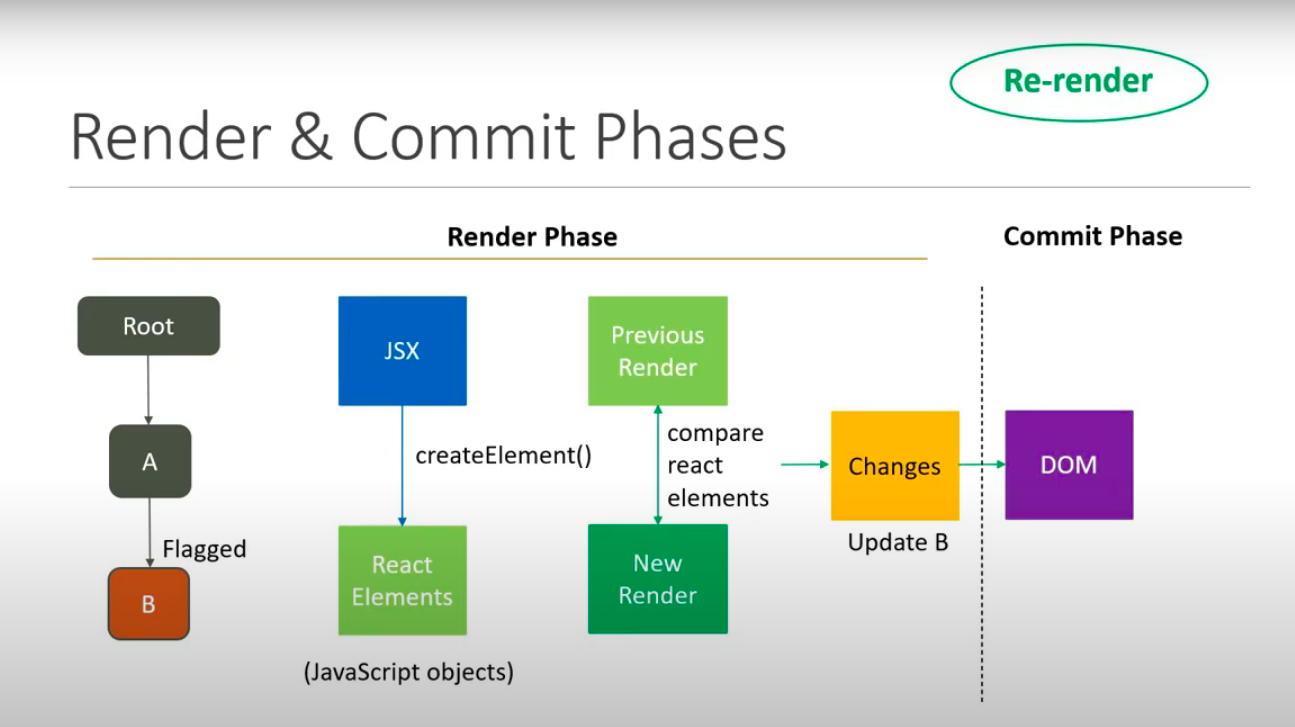 Re-render
Render & Commit Phases
Render Phase
Commit Phase
Root
A
Flagged
B
JSX
createElement()
React
Elements
(JavaScript objects)
Previous
Render
compare
react
elements
New
Render
Changes
Update B
DOM